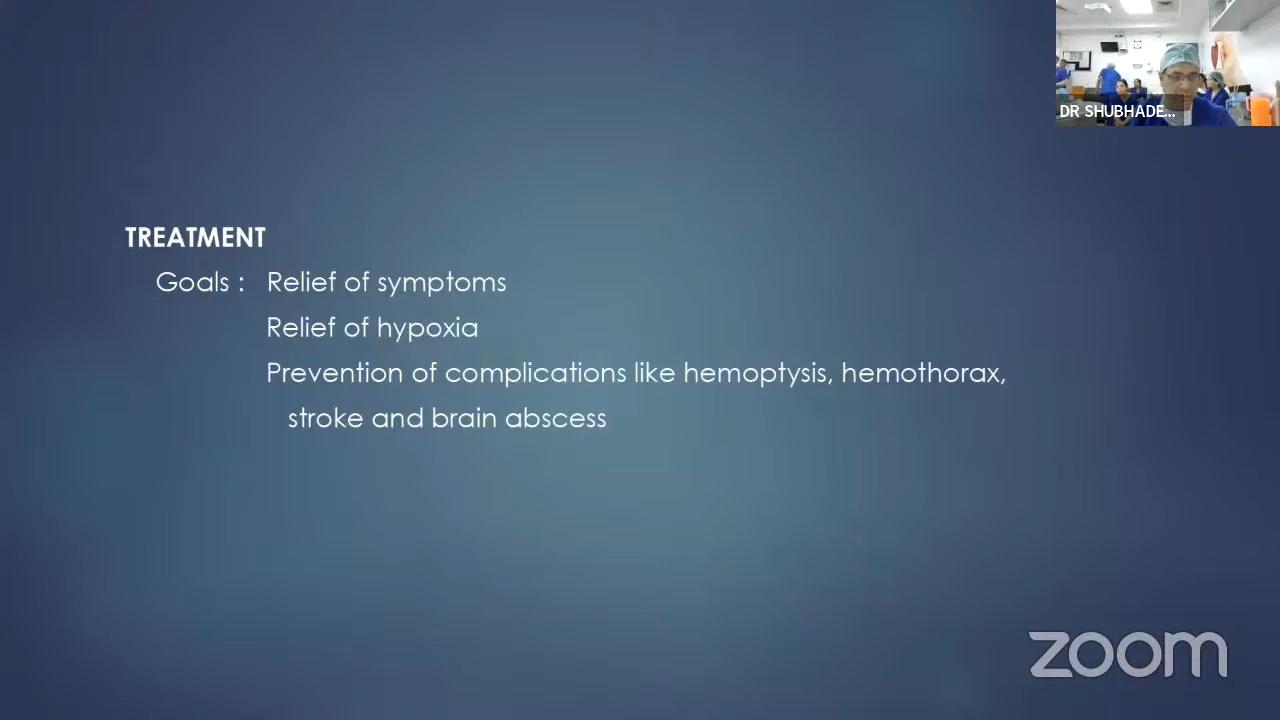 DR SHUBHADE...
TREATMENT
Goals : Relief of symptoms
Relief of hypoxia
Prevention of complications like hemoptysis, hemothorax,
stroke and brain abscess
zoom